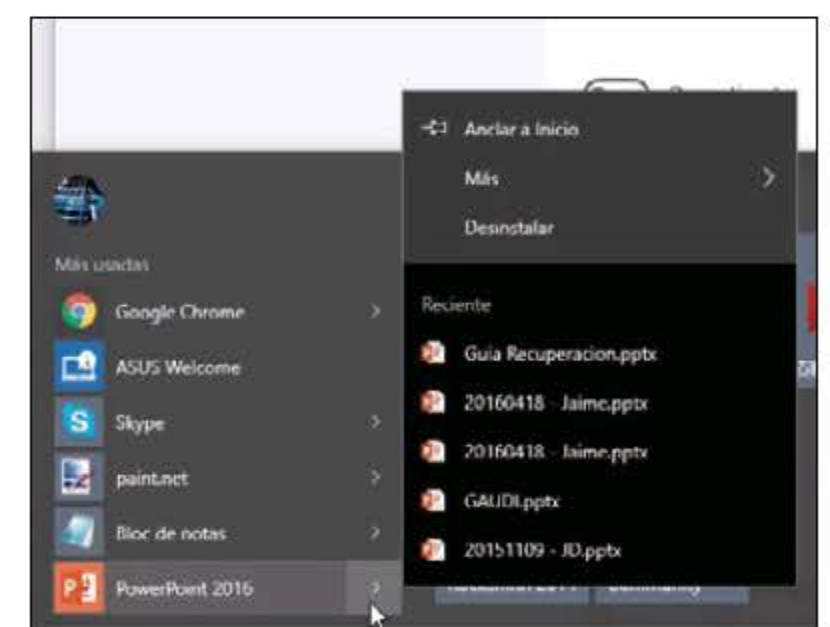 Anclar a Inicio
Más
Desinstalar
Reciente
Guia Recuperacion.pptx
20160418 - Jaime.pptx
20160418 - Jaime.pptx
GAUDI.pptx
20151109 - JD.pptx
Más usadas
Google Chrome
ASUS Welcome
Skype
paint.net
Bloc de notas
PowerPoint 2016